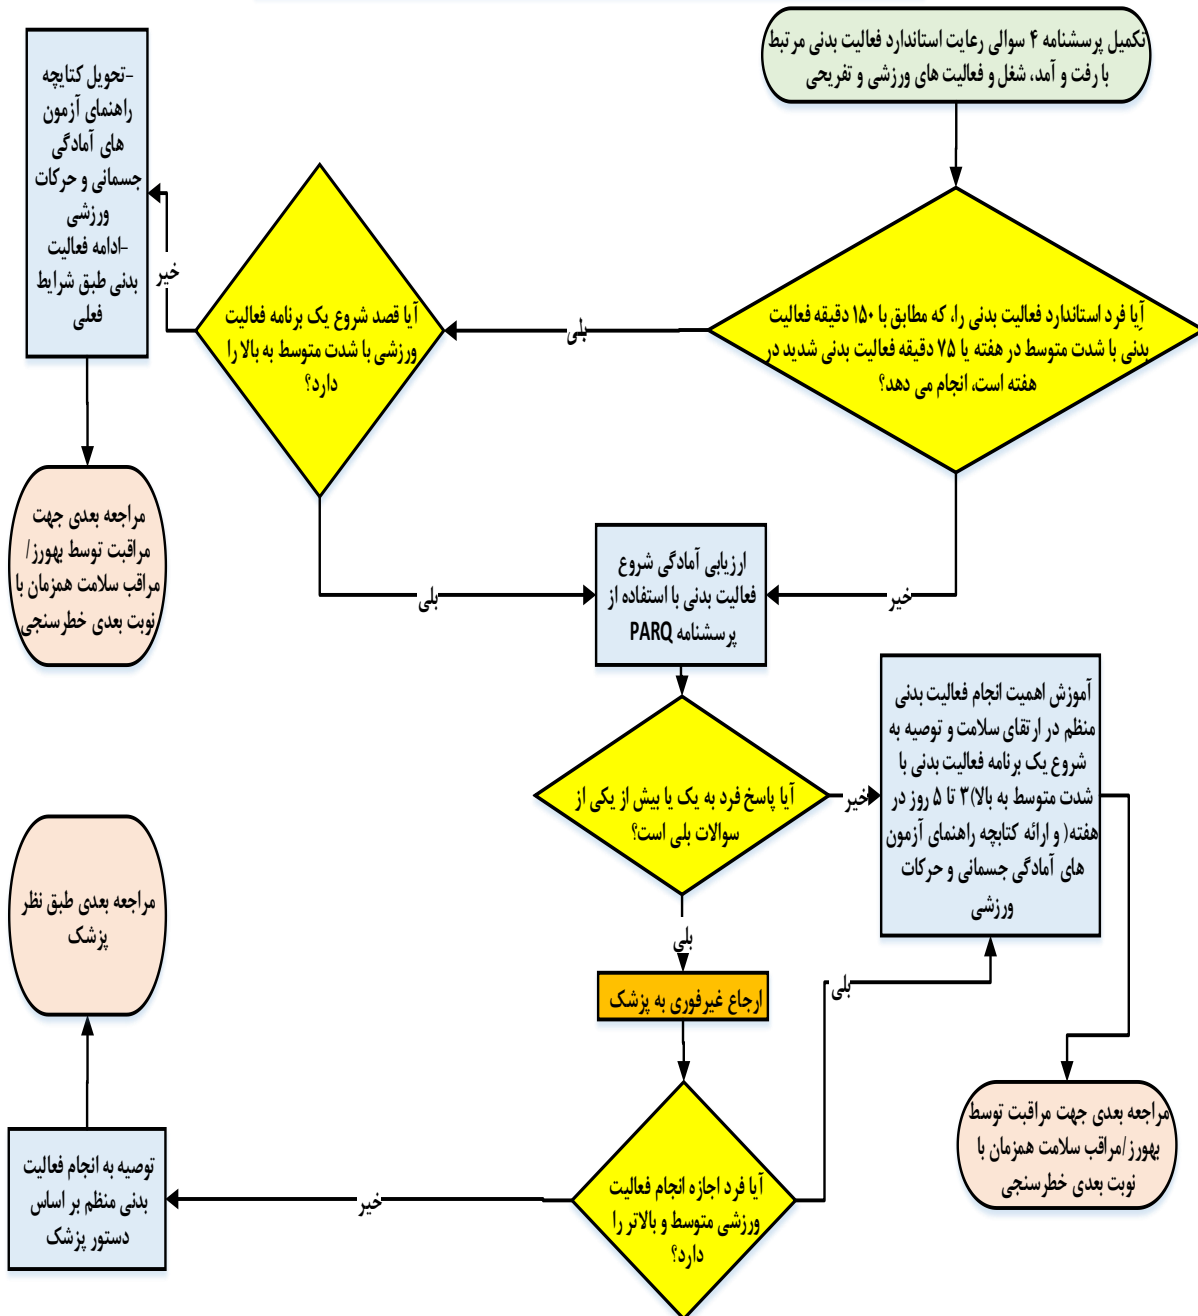 تکمیل پرسشنامه ۴ سوالی رعایت استاندارد فعالیت بدنی مرتبط
با رفت و آمد، شغل و فعالیت های ورزشی و تفریحی
آیا فرد استاندارد فعالیت بدنی را، که مطابق با ۱۵۰ دقیقه فعالیت
بدنی با شدت متوسط در هفته یا ۷۵ دقیقه فعالیت بدنی شدید در
هفته است، انجام می دهد؟
بلی
خیر
آیا قصد شروع یک برنامه فعالیت
ورزشی با شدت متوسط به بالا را
دارد؟
خیر
بلی
-تحویل کتابچه
راهنمای آزمون
های آمادگی
جسمانی و حرکات
ورزشی
-ادامه فعالیت
بدنی طبق شرایط
فعلی
مراجعه بعدی جهت
مراقبت توسط بهورز/
مراقب سلامت همزمان با
نوبت بعدی خطرسنجی
ارزیابی آمادگی شروع
فعالیت بدنی با استفاده از
پرسشنامه PARQ
آیا پاسخ فرد به یک یا بیش از یکی از
سوالات بلی است؟
خیر
بلی
آموزش اهمیت انجام فعالیت بدنی
منظم در ارتقای سلامت و توصیه به
شروع یک برنامه فعالیت بدنی با
شدت متوسط به بالا)۳ تا ۵ روز در
هفته( و ارائه کتابچه راهنمای آزمون
های آمادگی جسمانی و حرکات
ورزشی
ارجاع غیرفوری به پزشک
آیا فرد اجازه انجام فعالیت
ورزشی متوسط و بالاتر را
دارد؟
بلی
خیر
مراجعه بعدی جهت مراقبت توسط
بهورز/مراقب سلامت همزمان با
نوبت بعدی خطرسنجی
توصیه به انجام فعالیت
بدنی منظم بر اساس
دستور پزشک
مراجعه بعدی طبق نظر
پزشک